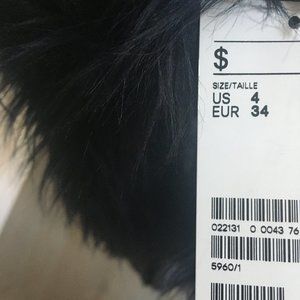 $
SIZE/TAILLE
US 4
EUR 34
022131 0 0043 76
5960/1